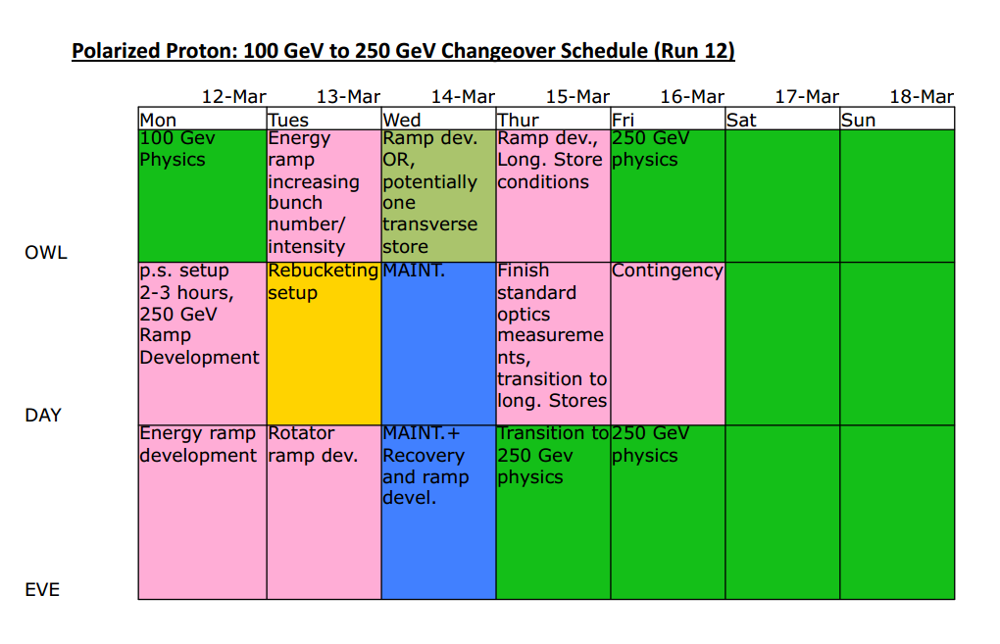 Polarized Proton: 100 GeV to 250 GeV Changeover Schedule (Run 12)
12-Mar 13-Mar 14-Mar 15-Mar 16-Mar 17-Mar 18-Mar
Mon Tues Wed Thur Fri Sat Sun
OWL
100 Gev
Physics
Energy
ramp
increasing
bunch
number/
intensity
Ramp dev.
OR,
potentially
one
transverse
store
Ramp dev.,
Long. Store
conditions
250 GeV
physics
DAY
p.s. setup
2-3 hours,
250 GeV
Ramp
Development
Rebucketing
setup
MAINT.
Finish
standard
optics
measureme
nts,
transition to
long. Stores
Contingency
EVE
Energy ramp
development
Rotator
ramp dev.
MAINT.+
Recovery
and ramp
devel.
Transition to
250 Gev
physics
250 GeV
physics